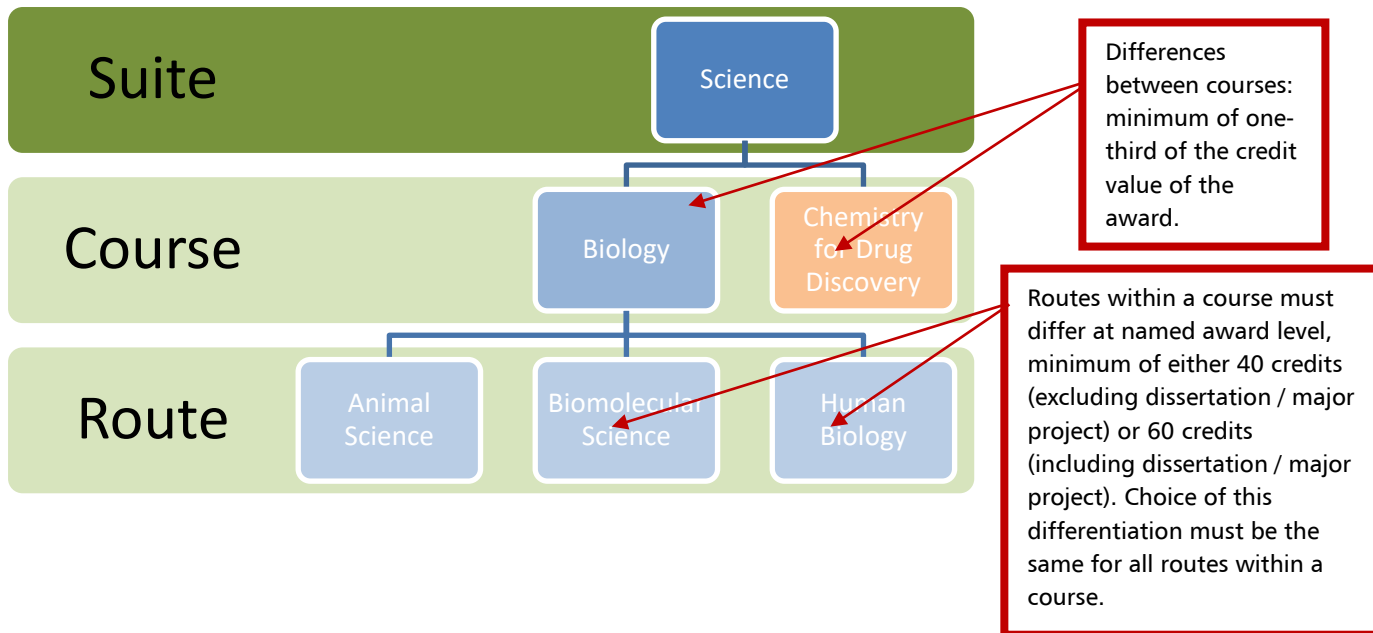 Suite
Science
Differences
between courses:
minimum of one-
third of the credit
value of the
award.
Course
Biology
Chemistry
for Drug
Discovery
Routes within a course must
differ at named award level,
minimum of either 40 credits
(excluding dissertation / major
project) or 60 credits
(including dissertation / major
project). Choice of this
differentiation must be the
same for all routes within a
course.
Route
Animal
Science
Biomolecular
Science
Human
Biology